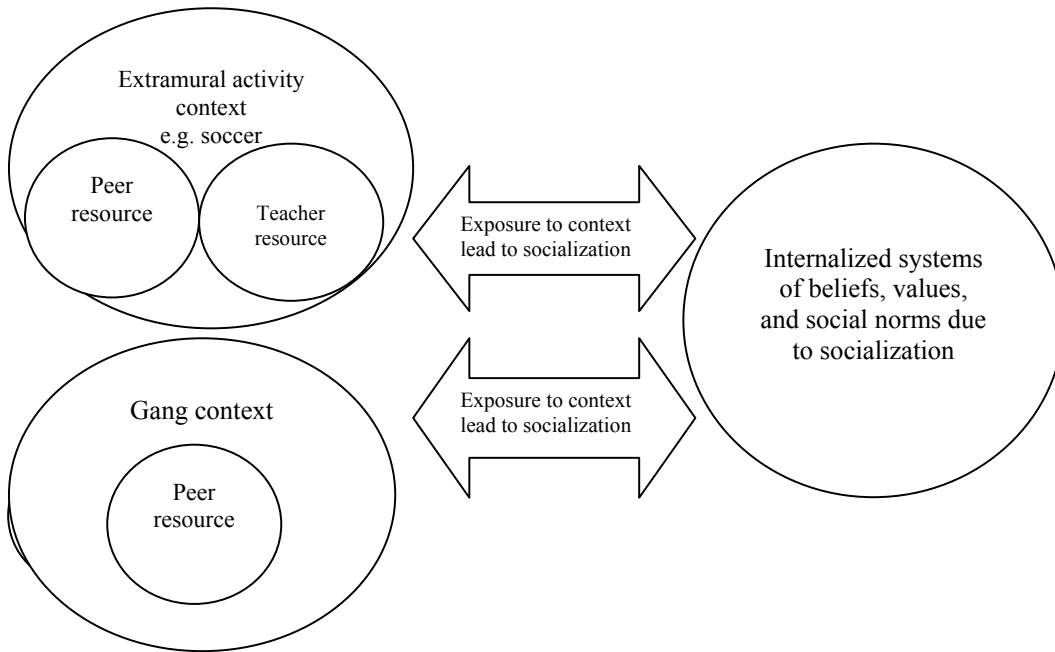 Extramural activity
context
e.g. soccer
Peer
resource
Teacher
resource
Exposure to context
lead to socialization
Internalized systems
of beliefs, values,
and social norms due
to socialization
Gang context
Peer
resource
Exposure to context
lead to socialization